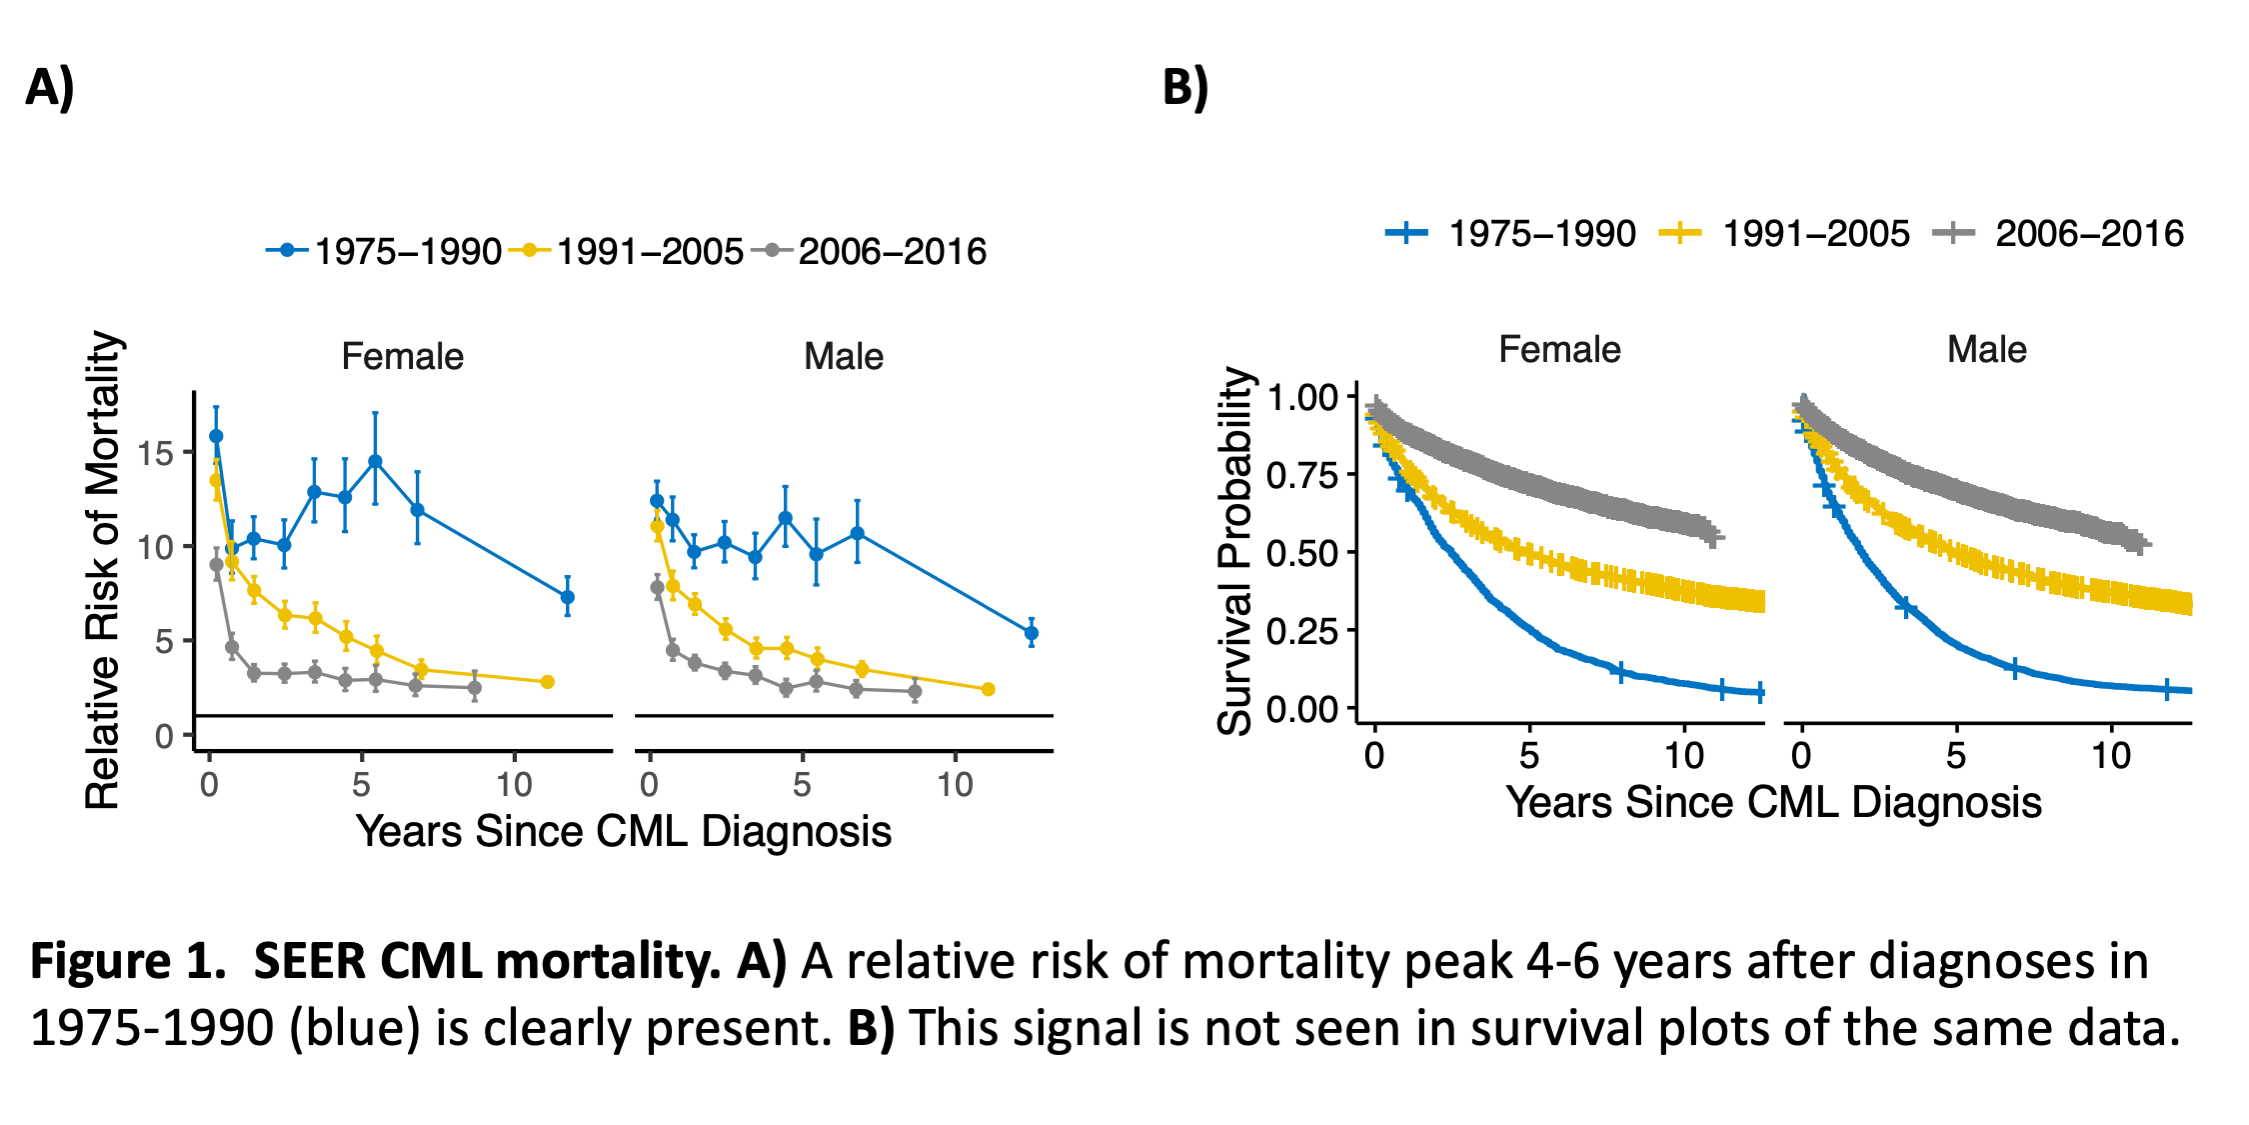 A)
1975–1990 1991–2005 2006–2016
Female Male
Relative Risk of Mortality
15
10
5
0
0 5 10 0 5 10
Years Since CML Diagnosis
B)
1975–1990 1991–2005 2006–2016
Female Male
Survival Probability
1.00
0.75
0.50
0.25
0.00
0 5 10 0 5 10
Years Since CML Diagnosis
Figure 1. SEER CML mortality. A) A relative risk of mortality peak 4-6 years after diagnoses in
1975-1990 (blue) is clearly present. B) This signal is not seen in survival plots of the same data.